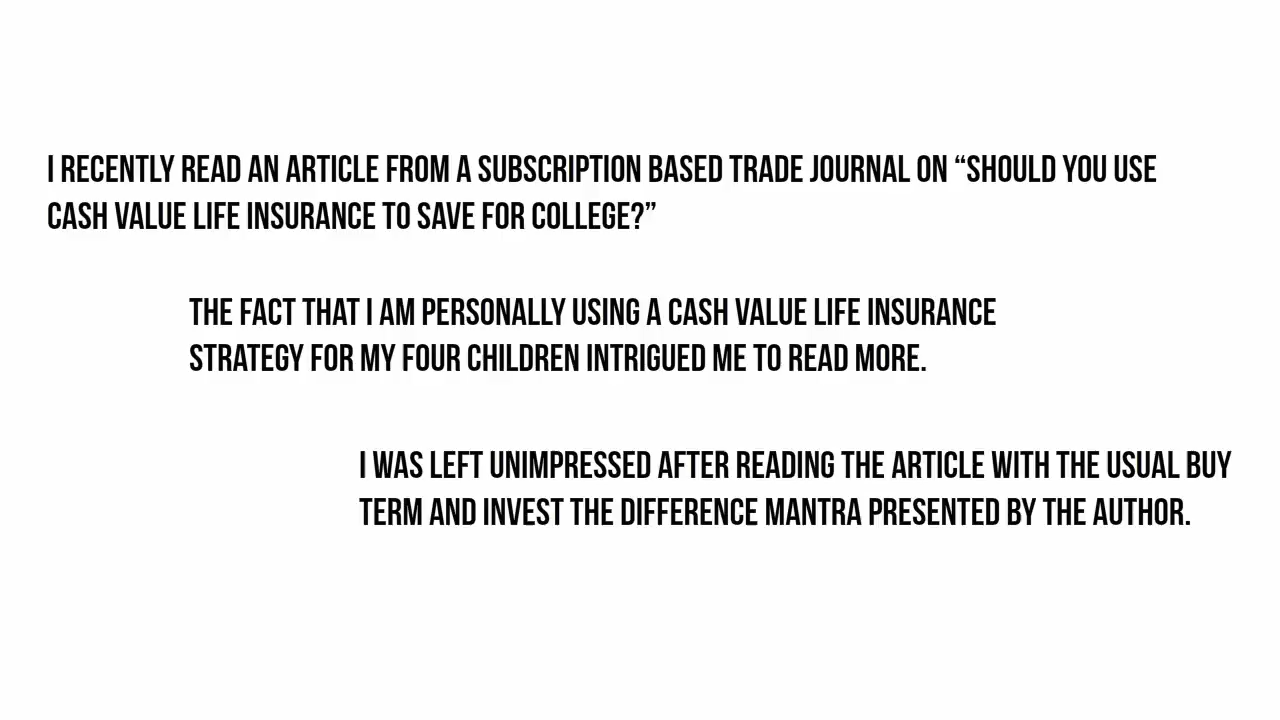 I RECENTLY READ AN ARTICLE FROM A SUBSCRIPTION BASED TRADE JOURNAL ON “SHOULD YOU USE
CASH VALUE LIFE INSURANCE TO SAVE FOR COLLEGE?”
THE FACT THAT I AM PERSONALLY USING A CASH VALUE LIFE INSURANCE
STRATEGY FOR MY FOUR CHILDREN INTRIGUED ME TO READ MORE.
I WAS LEFT UNIMPRESSED AFTER READING THE ARTICLE WITH THE USUAL BUY
TERM AND INVEST THE DIFFERENCE MANTRA PRESENTED BY THE AUTHOR.